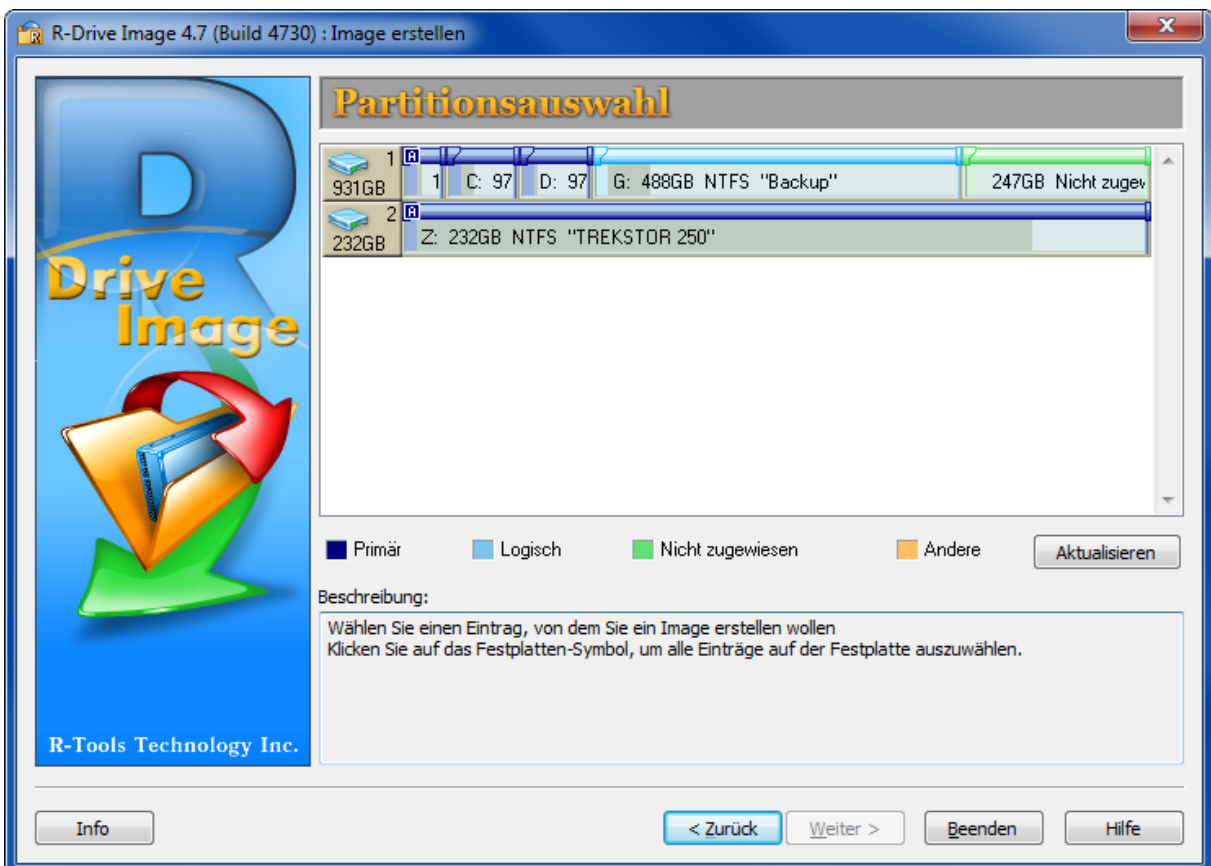 R-Drive Image 4.7 (Build 4730) : Image erstellen
Partitionsauswahl
1
931GB
A
1
C: 97
D: 97
G: 488GB NTFS "Backup"
247GB Nicht zugew
2
232GB
A
Z: 232GB NTFS "TREKSTOR 250"
R
D
Drive
Image
R-Tools Technology Inc.
Primär
Logisch
Nicht zugewiesen
Andere
Aktualisieren
Beschreibung:
Wählen Sie einen Eintrag, von dem Sie ein Image erstellen wollen
Klicken Sie auf das Festplatten-Symbol, um alle Einträge auf der Festplatte auszuwählen.
Info
< Zurück
Weiter >
Beenden
Hilfe